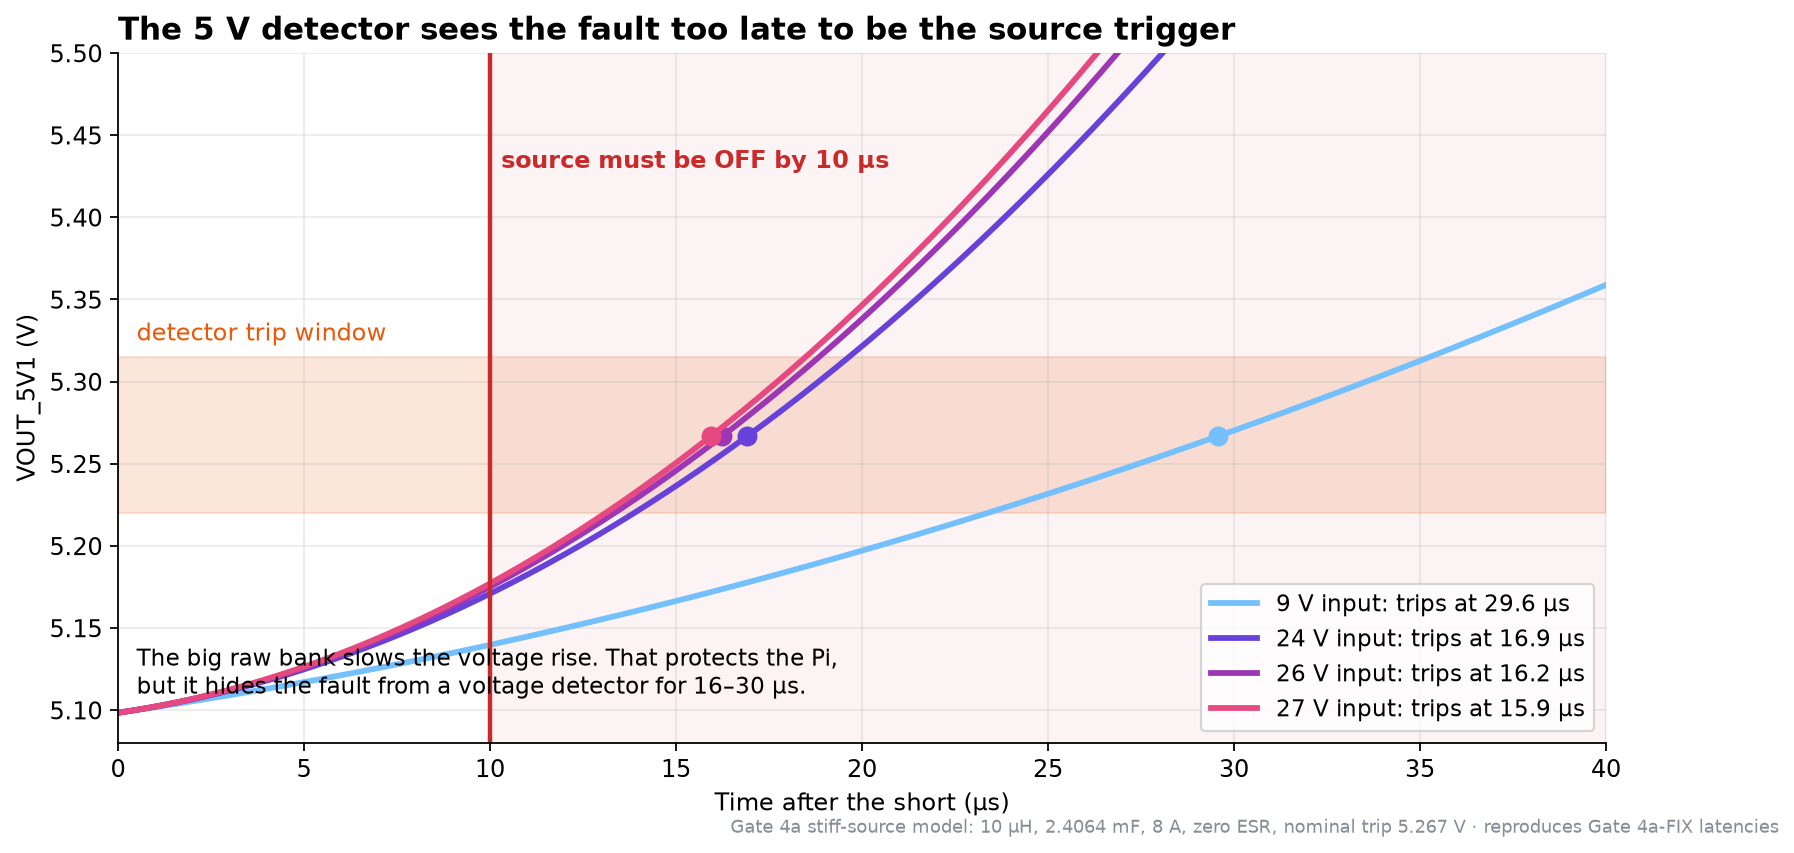 The 5 V detector sees the fault too late to be the source trigger
5.50
5.45
5.40
5.35
5.30
5.25
5.20
5.15
5.10
VOUT_5V1 (V)
source must be OFF by 10 µs
detector trip window
The big raw bank slows the voltage rise. That protects the Pi,
but it hides the fault from a voltage detector for 16–30 µs.
9 V input: trips at 29.6 µs
24 V input: trips at 16.9 µs
26 V input: trips at 16.2 µs
27 V input: trips at 15.9 µs
0 5 10 15 20 25 30 35 40
Time after the short (µs)
Gate 4a stiff-source model: 10 µH, 2.4064 mF, 8 A, zero ESR, nominal trip 5.267 V · reproduces Gate 4a-FIX latencies